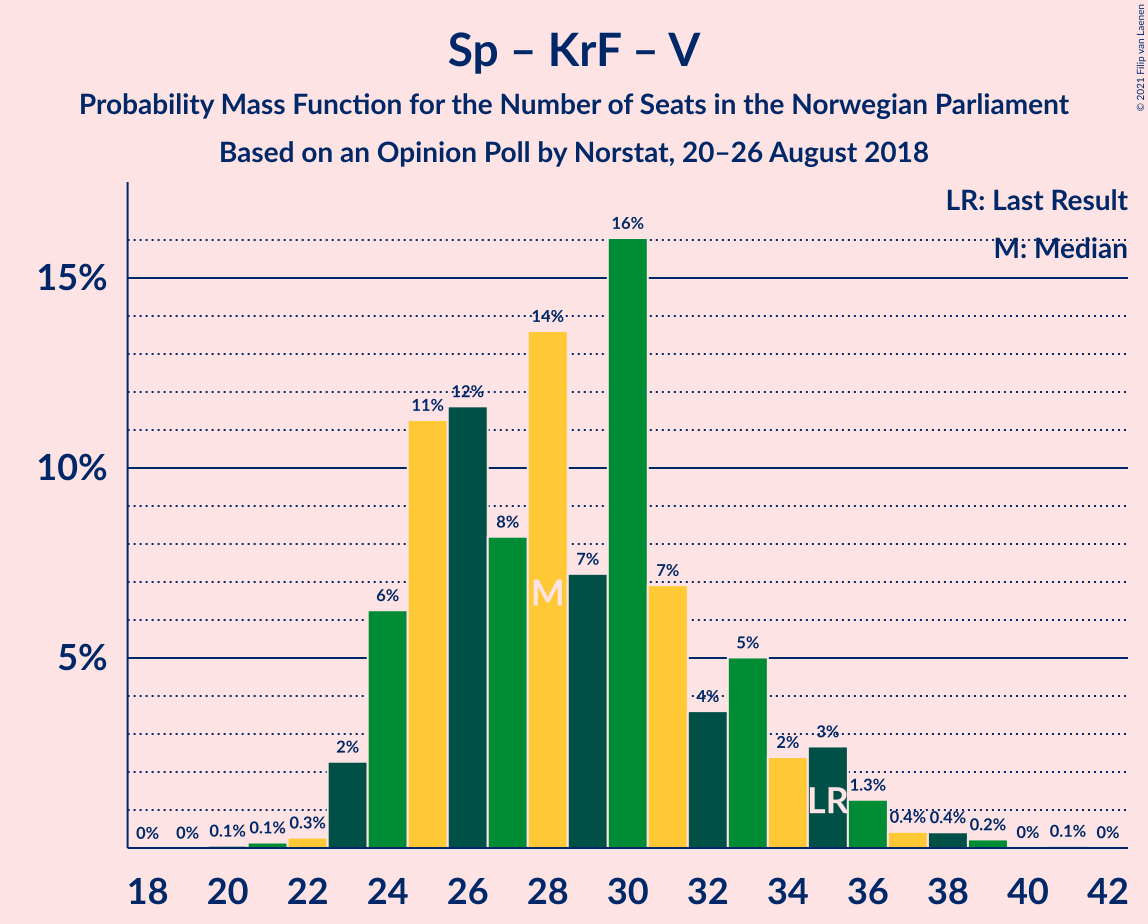 Sp – KrF – V
Probability Mass Function for the Number of Seats in the Norwegian Parliament
Based on an Opinion Poll by Norstat, 20–26 August 2018
© 2021 Filip van Laenen
LR: Last Result
M: Median
15%
10%
5%
0% 0% 0.1% 0.1% 0.3% 2% 6% 11% 12% 8% 14% 7% 16% 7% 4% 5% 2% 3% 1.3% 0.4% 0.4% 0.2% 0% 0.1% 0%
M
LR
18 20 22 24 26 28 30 32 34 36 38 40 42